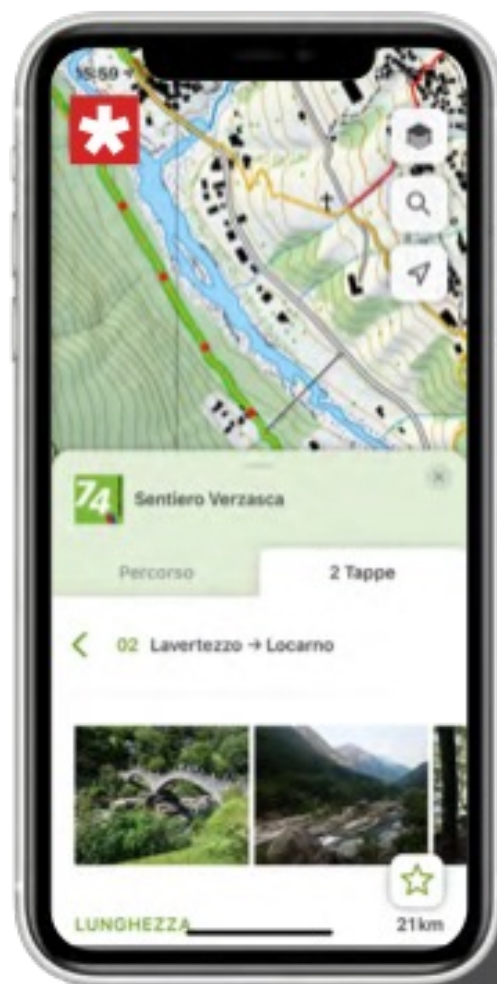 15:59
74
Sentiero Verzasca
Percorso
2 Tappe
02 Lavertezzo → Locarno
LUNGHEZZA
21km